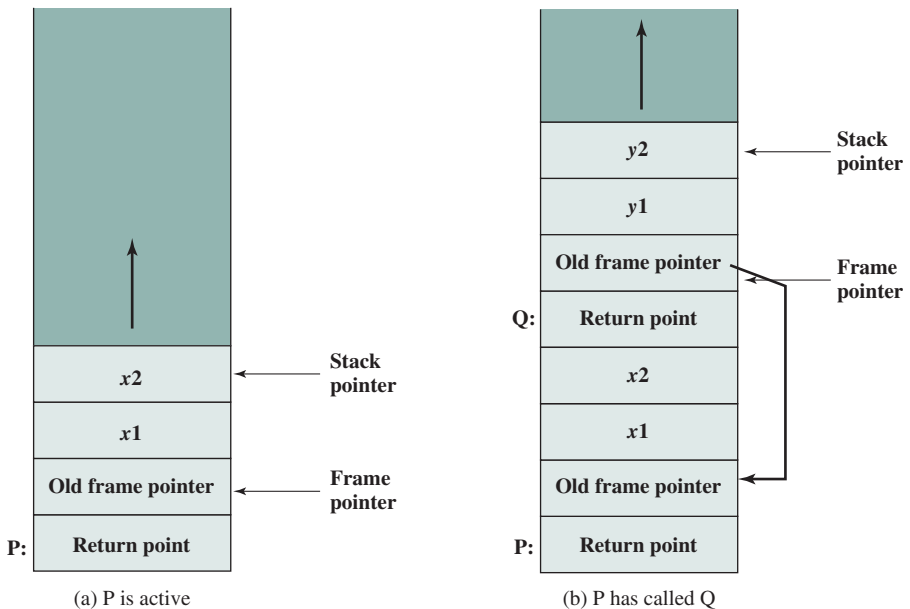 x2
x1
Old frame pointer
P:
Return point
Stack
pointer
Frame
pointer
(a) P is active
y2
y1
Old frame pointer
Q:
Return point
x2
x1
Old frame pointer
P:
Return point
Stack
pointer
Frame
pointer
(b) P has called Q